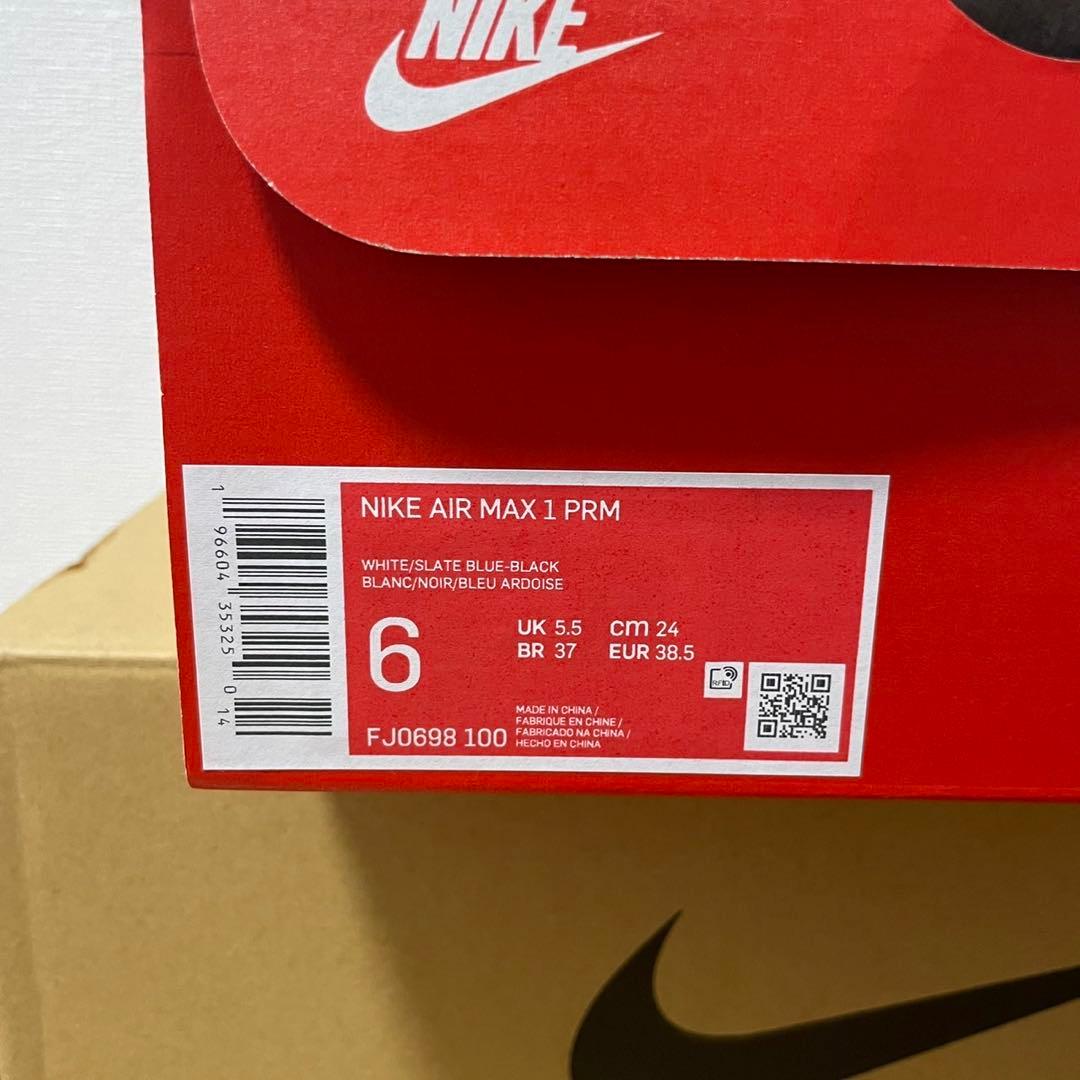 NIKE
NIKE AIR MAX 1 PRM
WHITE/SLATE BLUE-BLACK
BLANC/NOIR/BLEU ARDOISE
6
UK 5.5 cm 24
BR 37 EUR 38.5
RFID
MADE IN CHINA /
FABRIQUE EN CHINE /
FABRICADO NA CHINA /
HECHO EN CHINA
FJ0698 100
1 96604 35325 0 14